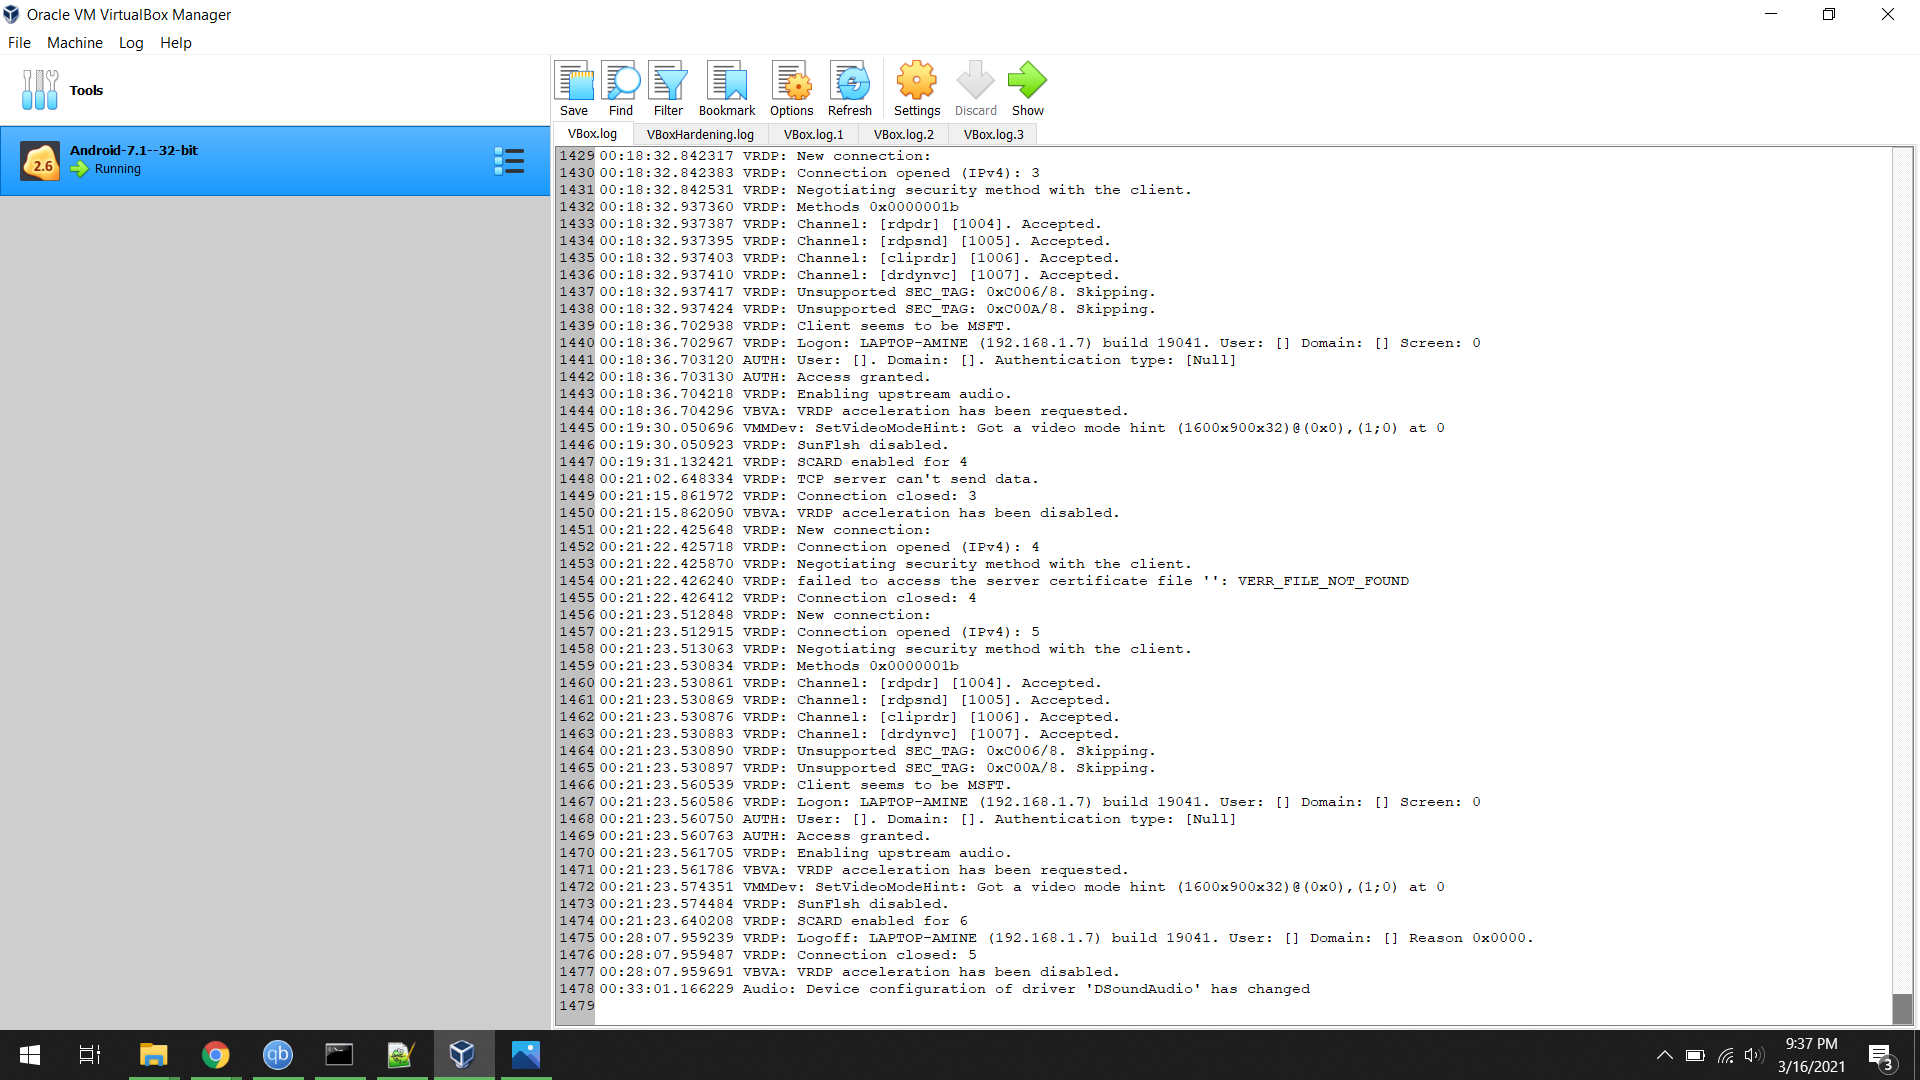 Oracle VM VirtualBox Manager
File Machine Log Help
Tools
2.6
Android-7.1--32-bit
Running
Save Find Filter Bookmark Options Refresh Settings Discard Show
VBox.log VBoxHardening.log VBox.log.1 VBox.log.2 VBox.log.3
1429 00:18:32.842317 VRDP: New connection:
1430 00:18:32.842383 VRDP: Connection opened (IPv4): 3
1431 00:18:32.842531 VRDP: Negotiating security method with the client.
1432 00:18:32.937360 VRDP: Methods 0x0000001b
1433 00:18:32.937387 VRDP: Channel: [rdpdr] [1004]. Accepted.
1434 00:18:32.937395 VRDP: Channel: [rdpsnd] [1005]. Accepted.
1435 00:18:32.937403 VRDP: Channel: [cliprdr] [1006]. Accepted.
1436 00:18:32.937410 VRDP: Channel: [drdynvc] [1007]. Accepted.
1437 00:18:32.937417 VRDP: Unsupported SEC_TAG: 0xC006/8. Skipping.
1438 00:18:32.937424 VRDP: Unsupported SEC_TAG: 0xC00A/8. Skipping.
1439 00:18:36.702938 VRDP: Client seems to be MSFT.
1440 00:18:36.702967 VRDP: Logon: LAPTOP-AMINE (192.168.1.7) build 19041. User: [] Domain: [] Screen: 0
1441 00:18:36.703120 AUTH: User: []. Domain: []. Authentication type: [Null]
1442 00:18:36.703130 AUTH: Access granted.
1443 00:18:36.704218 VRDP: Enabling upstream audio.
1444 00:18:36.704296 VBVA: VRDP acceleration has been requested.
1445 00:19:30.050696 VMMDev: SetVideoModeHint: Got a video mode hint (1600x900x32)@(0x0),(1;0) at 0
1446 00:19:30.050923 VRDP: SunFlsh disabled.
1447 00:19:31.132421 VRDP: SCARD enabled for 4
1448 00:21:02.648334 VRDP: TCP server can't send data.
1449 00:21:15.861972 VRDP: Connection closed: 3
1450 00:21:15.862090 VBVA: VRDP acceleration has been disabled.
1451 00:21:22.425648 VRDP: New connection:
1452 00:21:22.425718 VRDP: Connection opened (IPv4): 4
1453 00:21:22.425870 VRDP: Negotiating security method with the client.
1454 00:21:22.426240 VRDP: failed to access the server certificate file '': VERR_FILE_NOT_FOUND
1455 00:21:22.426412 VRDP: Connection closed: 4
1456 00:21:23.512848 VRDP: New connection:
1457 00:21:23.512915 VRDP: Connection opened (IPv4): 5
1458 00:21:23.513063 VRDP: Negotiating security method with the client.
1459 00:21:23.530834 VRDP: Methods 0x0000001b
1460 00:21:23.530861 VRDP: Channel: [rdpdr] [1004]. Accepted.
1461 00:21:23.530869 VRDP: Channel: [rdpsnd] [1005]. Accepted.
1462 00:21:23.530876 VRDP: Channel: [cliprdr] [1006]. Accepted.
1463 00:21:23.530883 VRDP: Channel: [drdynvc] [1007]. Accepted.
1464 00:21:23.530890 VRDP: Unsupported SEC_TAG: 0xC006/8. Skipping.
1465 00:21:23.530897 VRDP: Unsupported SEC_TAG: 0xC00A/8. Skipping.
1466 00:21:23.560539 VRDP: Client seems to be MSFT.
1467 00:21:23.560586 VRDP: Logon: LAPTOP-AMINE (192.168.1.7) build 19041. User: [] Domain: [] Screen: 0
1468 00:21:23.560750 AUTH: User: []. Domain: []. Authentication type: [Null]
1469 00:21:23.560763 AUTH: Access granted.
1470 00:21:23.561705 VRDP: Enabling upstream audio.
1471 00:21:23.561786 VBVA: VRDP acceleration has been requested.
1472 00:21:23.574351 VMMDev: SetVideoModeHint: Got a video mode hint (1600x900x32)@(0x0),(1;0) at 0
1473 00:21:23.574484 VRDP: SunFlsh disabled.
1474 00:21:23.640208 VRDP: SCARD enabled for 6
1475 00:28:07.959239 VRDP: Logoff: LAPTOP-AMINE (192.168.1.7) build 19041. User: [] Domain: [] Reason 0x0000.
1476 00:28:07.959487 VRDP: Connection closed: 5
1477 00:28:07.959691 VBVA: VRDP acceleration has been disabled.
1478 00:33:01.166229 Audio: Device configuration of driver 'DSoundAudio' has changed
1479
qb
9:37 PM
3/16/2021
3